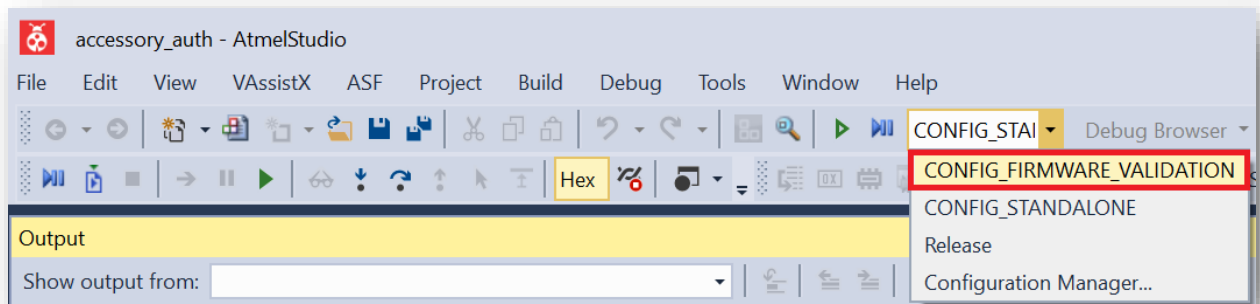 accessory_auth - AtmelStudio
File Edit View VAssistX ASF Project Build Debug Tools Window Help
CONFIG_STAI Debug Browser
Hex
CONFIG_FIRMWARE_VALIDATION
CONFIG_STANDALONE
Output
Release
Show output from:
Configuration Manager...